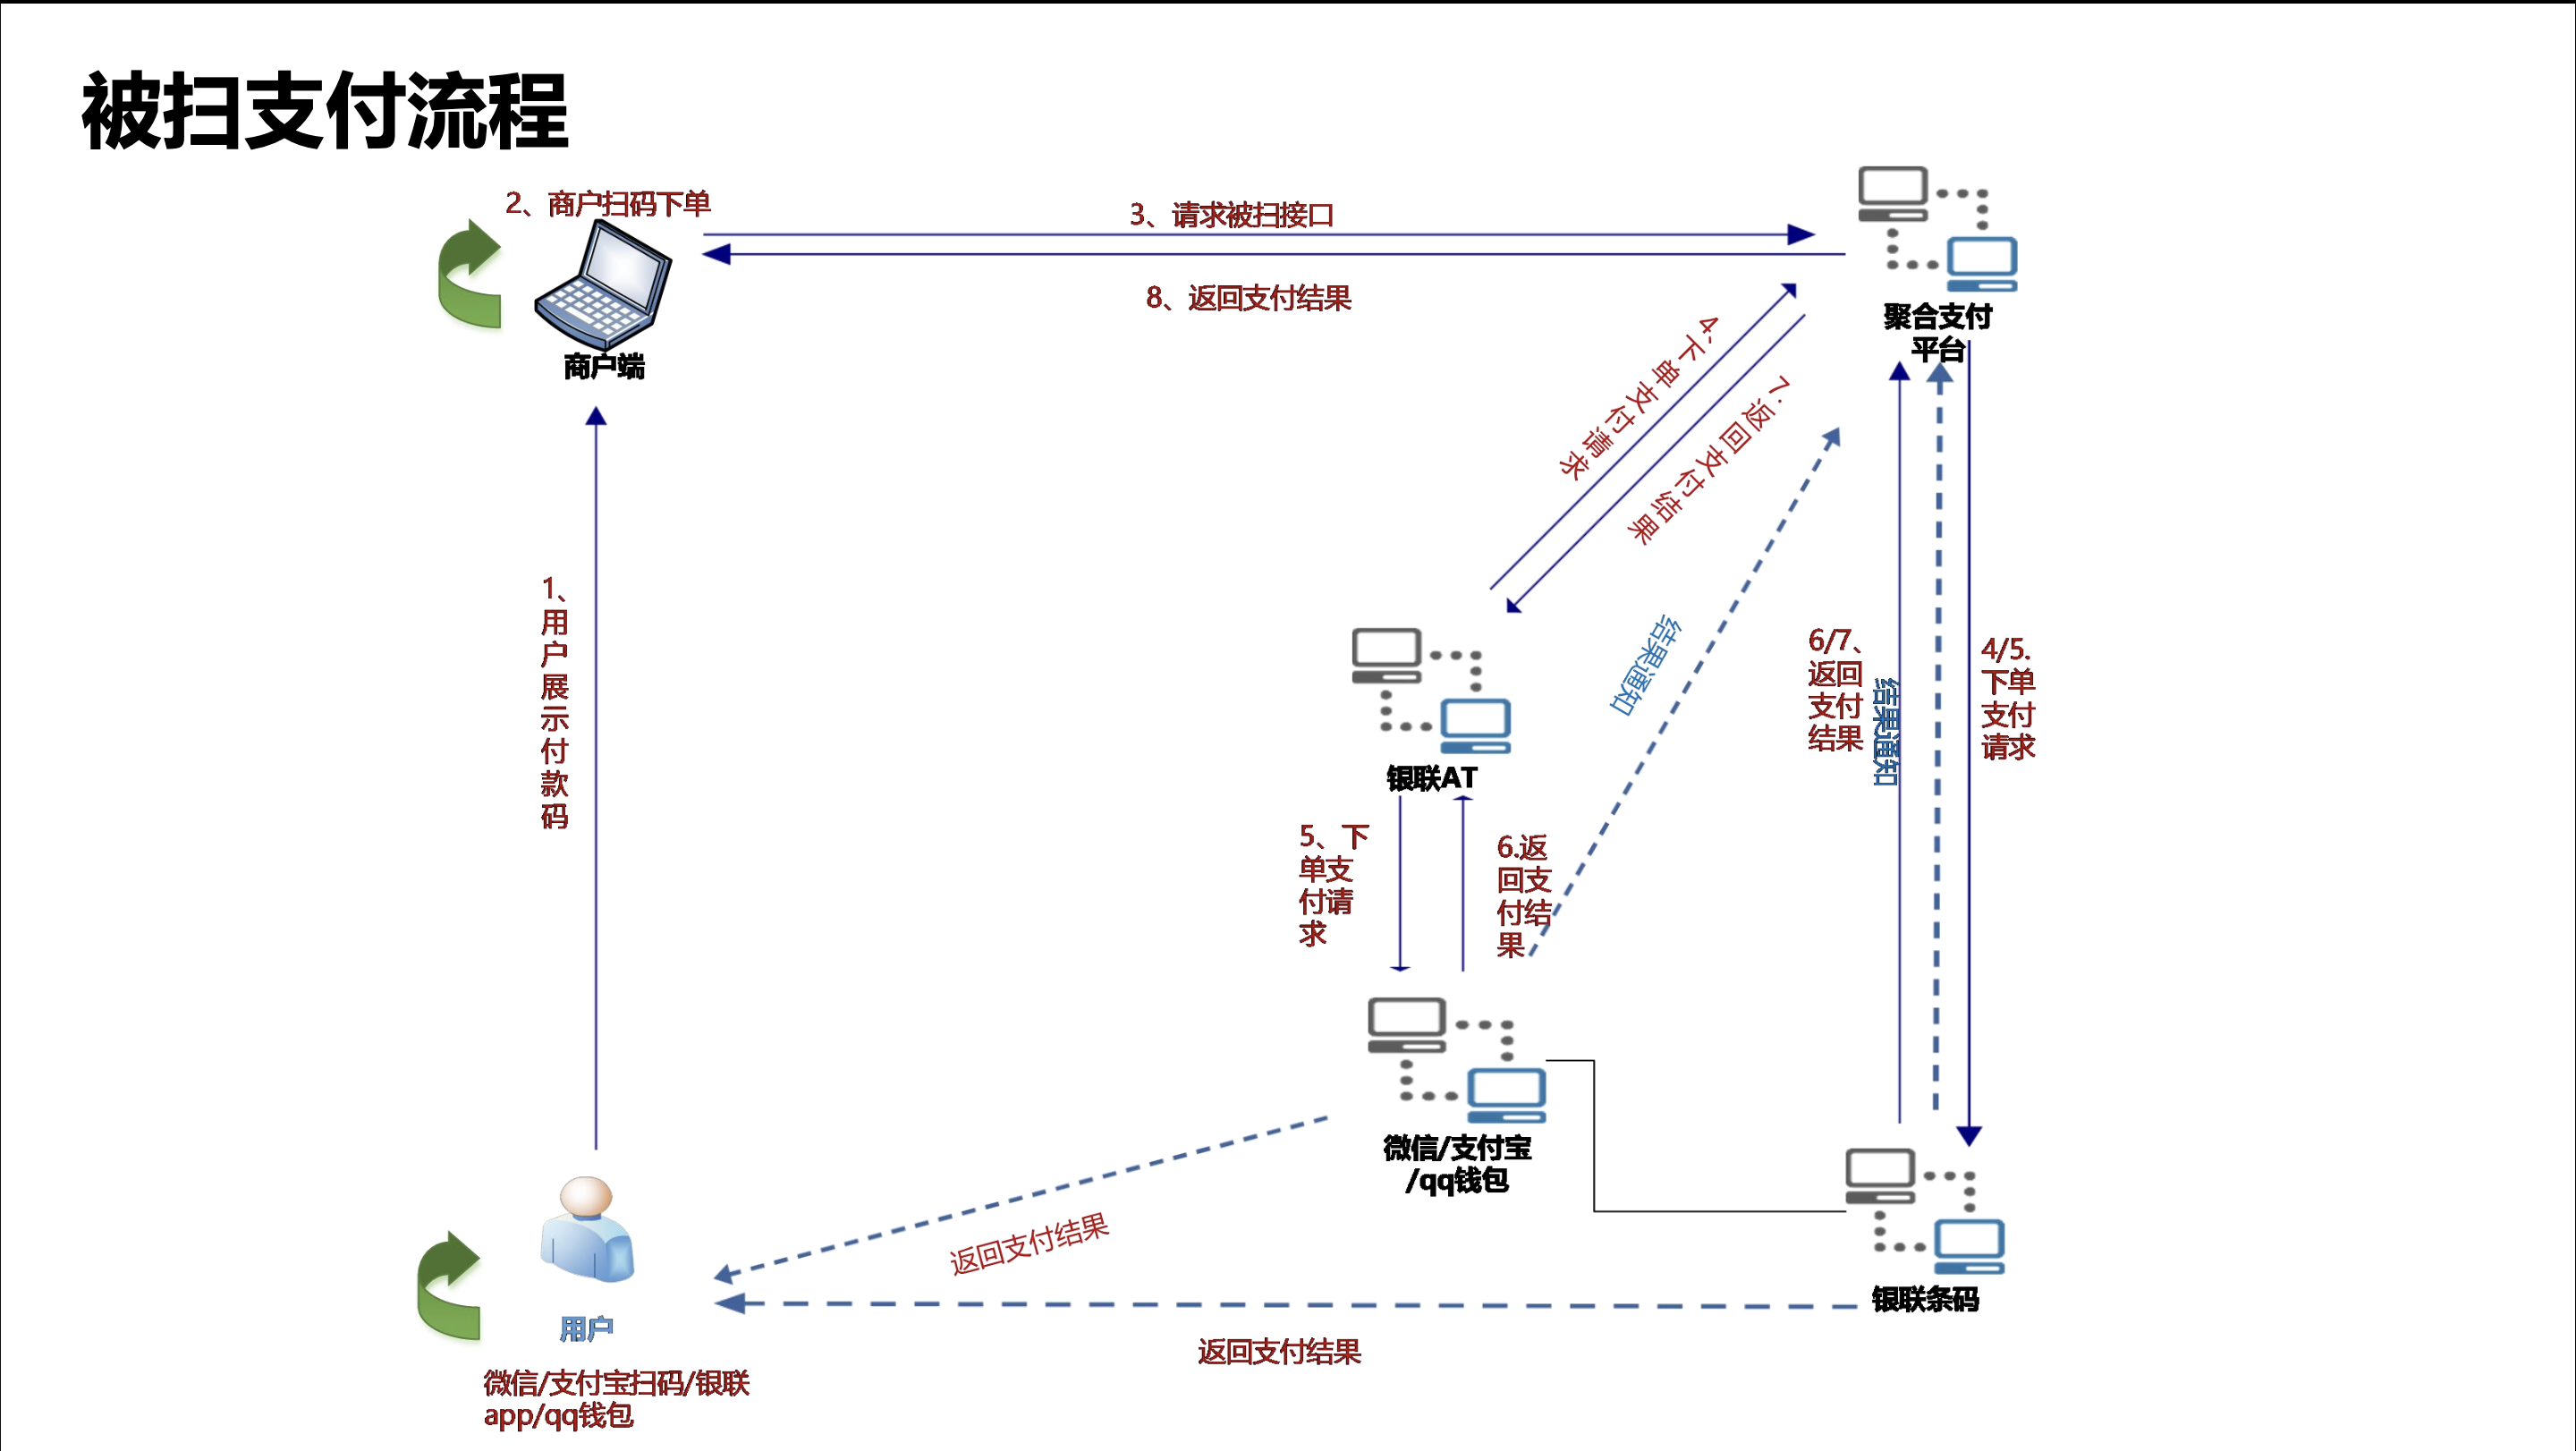 被扫支付流程
2、商户扫码下单
3、请求被扫接口
8、返回支付结果
商户端
聚合支付
平台
4、下单支付请求
7.返回支付结果
1、
用
户
展
示
付
款
码
结果通知
6/7、
返回
支付
结果
结果通知
4/5.
下单
支付
请求
银联AT
5、下
单支
付请
求
6.返
回支
付结
果
微信/支付宝
/qq钱包
返回支付结果
银联条码
返回支付结果
用户
微信/支付宝扫码/银联
app/qq钱包